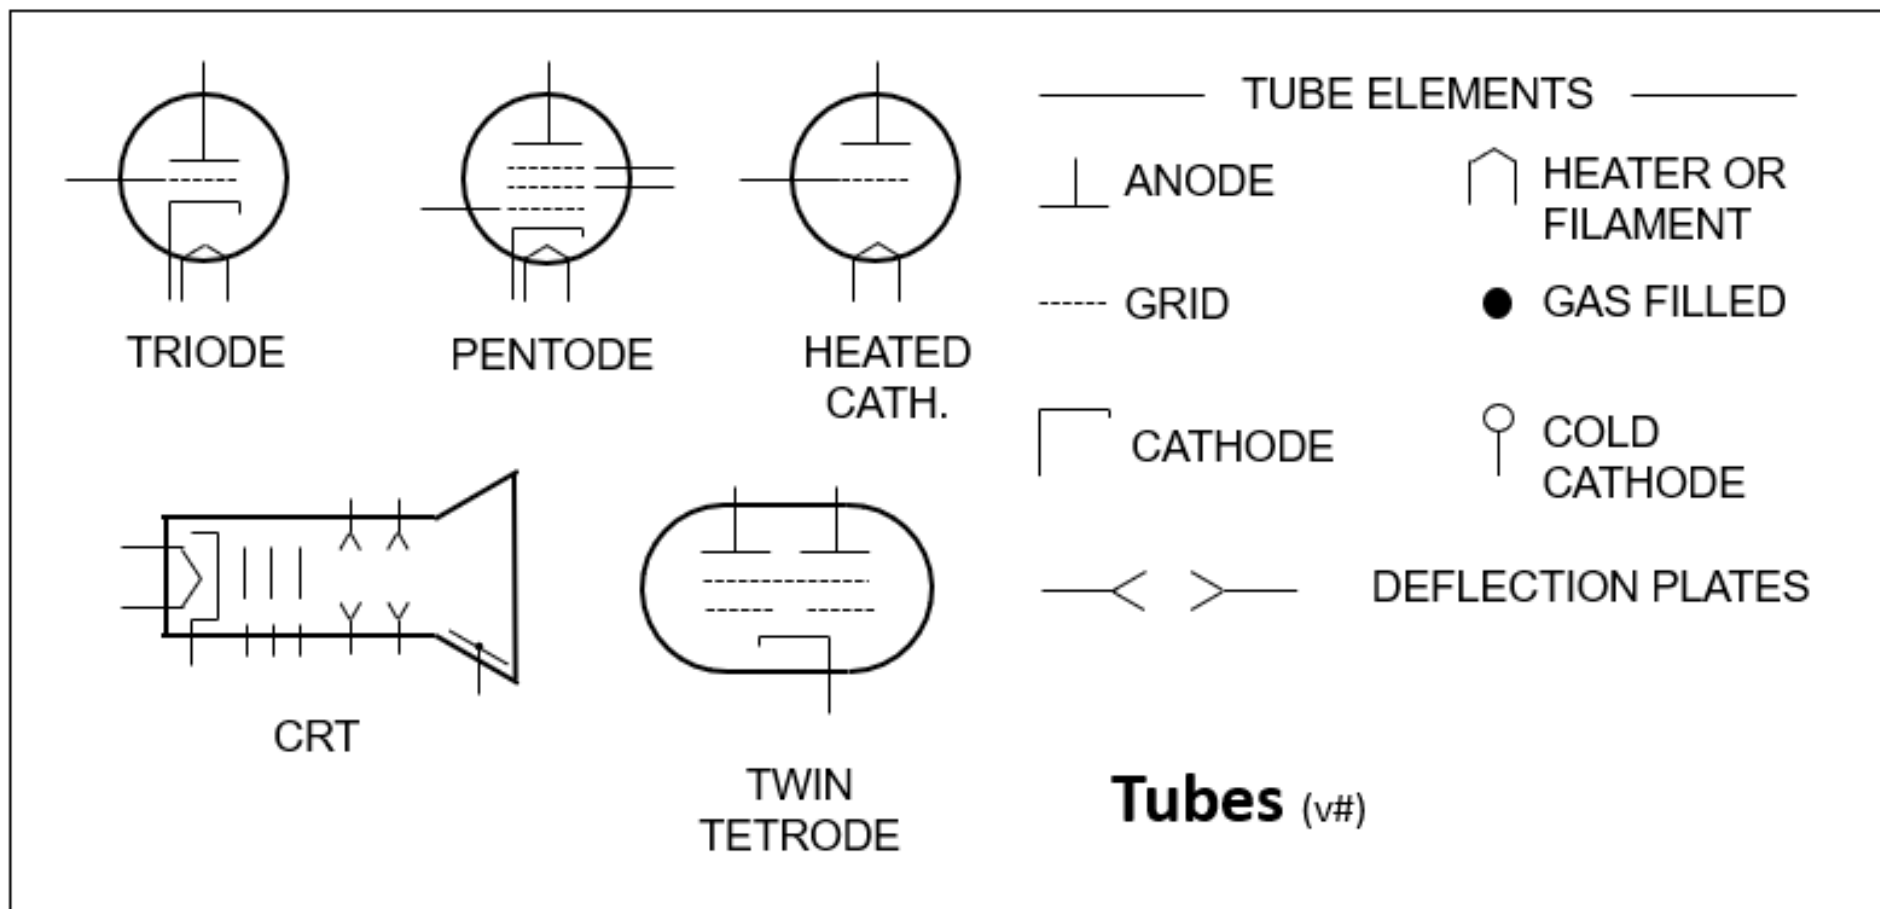 TUBE ELEMENTS
ANODE
HEATER OR
FILAMENT
GRID
GAS FILLED
TRIODE
PENTODE
HEATED
CATH.
CATHODE
COLD
CATHODE
DEFLECTION PLATES
CRT
TWIN
TETRODE
Tubes (v#)